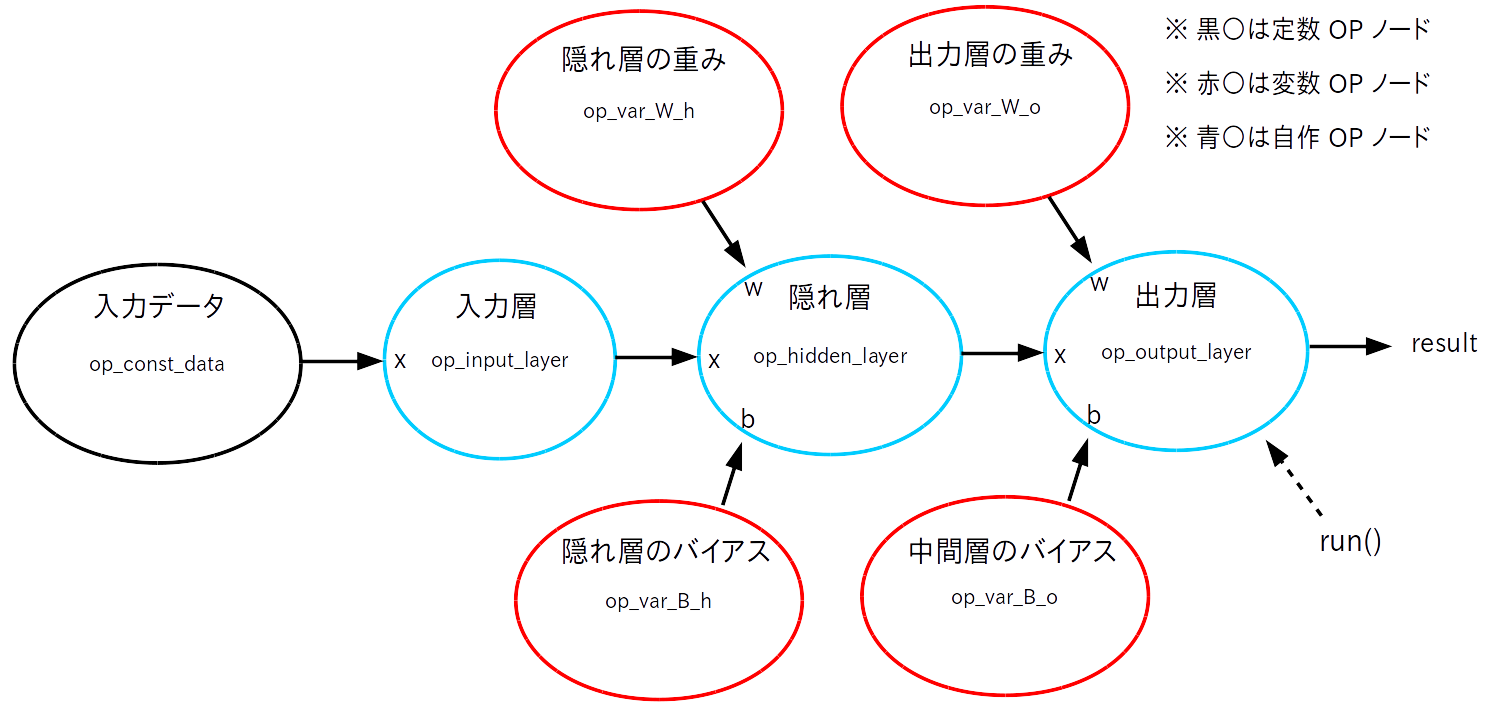 隠れ層の重み
op_var_W_h
出力層の重み
op_var_W_o
※ 黒〇は定数 OP ノード
※ 赤〇は変数 OP ノード
※ 青〇は自作 OP ノード
入力データ
op_const_data
x
入力層
op_input_layer
w
隠れ層
x
op_hidden_layer
b
w
出力層
x
op_output_layer
b
result
隠れ層のバイアス
op_var_B_h
中間層のバイアス
op_var_B_o
run()